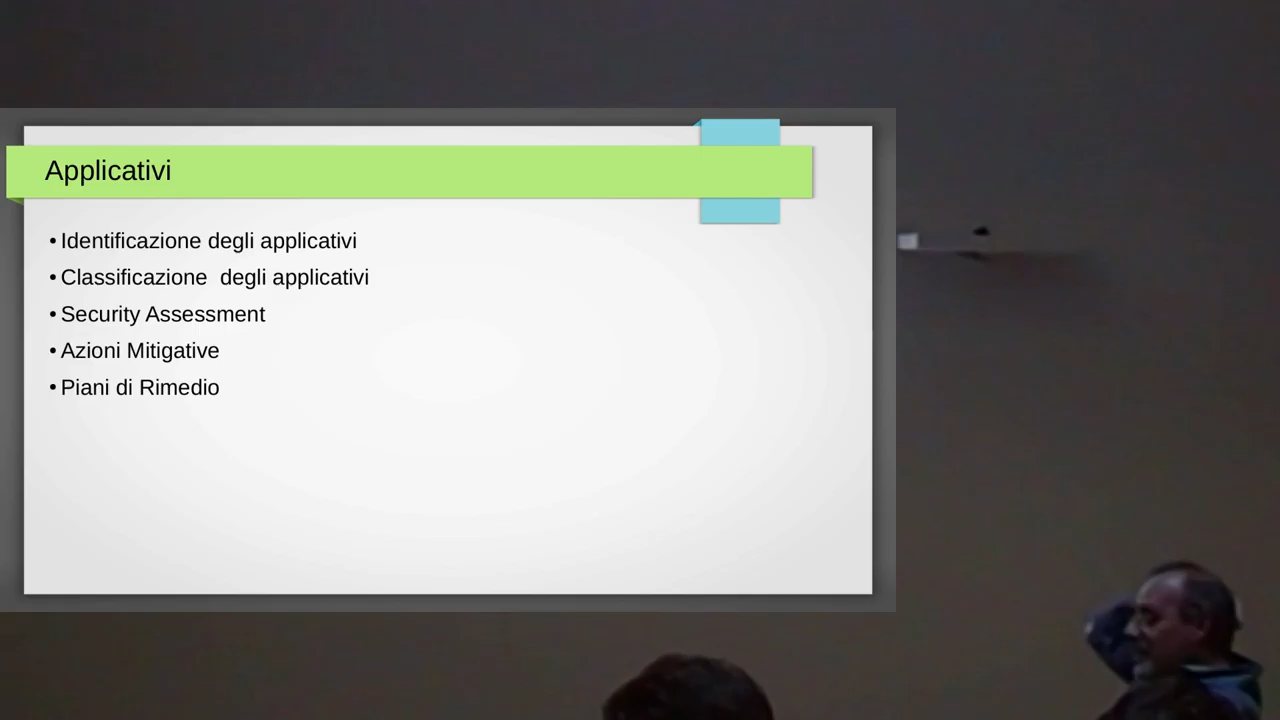 Applicativi
• Identificazione degli applicativi
• Classificazione  degli applicativi
• Security Assessment
• Azioni Mitigative
• Piani di Rimedio